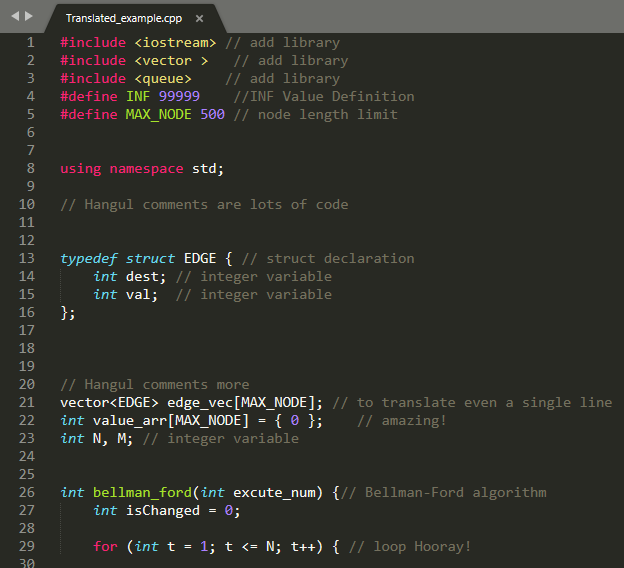 Translated_example.cpp ×
1 #include <iostream> // add library
2 #include <vector > // add library
3 #include <queue> // add library
4 #define INF 99999 //INF Value Definition
5 #define MAX_NODE 500 // node length limit
6
7
8 using namespace std;
9
10 // Hangul comments are lots of code
11
12
13 typedef struct EDGE { // struct declaration
14 int dest; // integer variable
15 int val; // integer variable
16 };
17
18
19
20 // Hangul comments more
21 vector<EDGE> edge_vec[MAX_NODE]; // to translate even a single line
22 int value_arr[MAX_NODE] = { 0 }; // amazing!
23 int N, M; // integer variable
24
25
26 int bellman_ford(int excute_num) {// Bellman-Ford algorithm
27 int isChanged = 0;
28
29 for (int t = 1; t <= N; t++) { // loop Hooray!
30